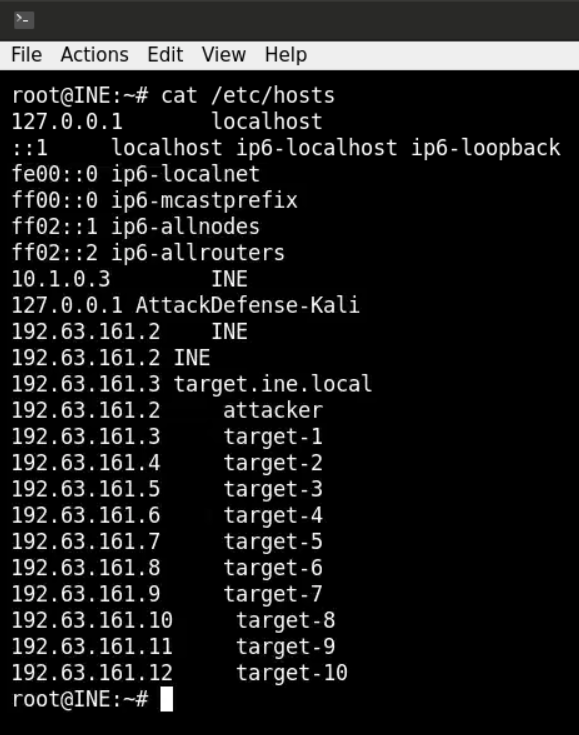 File Actions Edit View Help
root@INE:~# cat /etc/hosts
127.0.0.1 localhost
::1 localhost ip6-localhost ip6-loopback
fe00::0 ip6-localnet
ff00::0 ip6-mcastprefix
ff02::1 ip6-allnodes
ff02::2 ip6-allrouters
10.1.0.3 INE
127.0.0.1 AttackDefense-Kali
192.63.161.2 INE
192.63.161.2 INE
192.63.161.3 target.ine.local
192.63.161.2 attacker
192.63.161.3 target-1
192.63.161.4 target-2
192.63.161.5 target-3
192.63.161.6 target-4
192.63.161.7 target-5
192.63.161.8 target-6
192.63.161.9 target-7
192.63.161.10 target-8
192.63.161.11 target-9
192.63.161.12 target-10
root@INE:~#